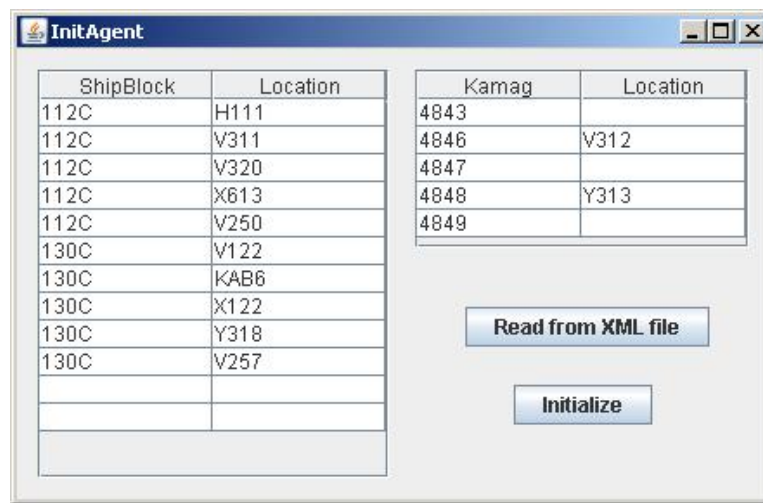 InitAgent
ShipBlock Location
112C H111
112C V311
112C V320
112C X613
112C V250
130C V122
130C KAB6
130C X122
130C Y318
130C V257
Kamag Location
4843
4846 V312
4847
4848 Y313
4849
Read from XML file
Initialize